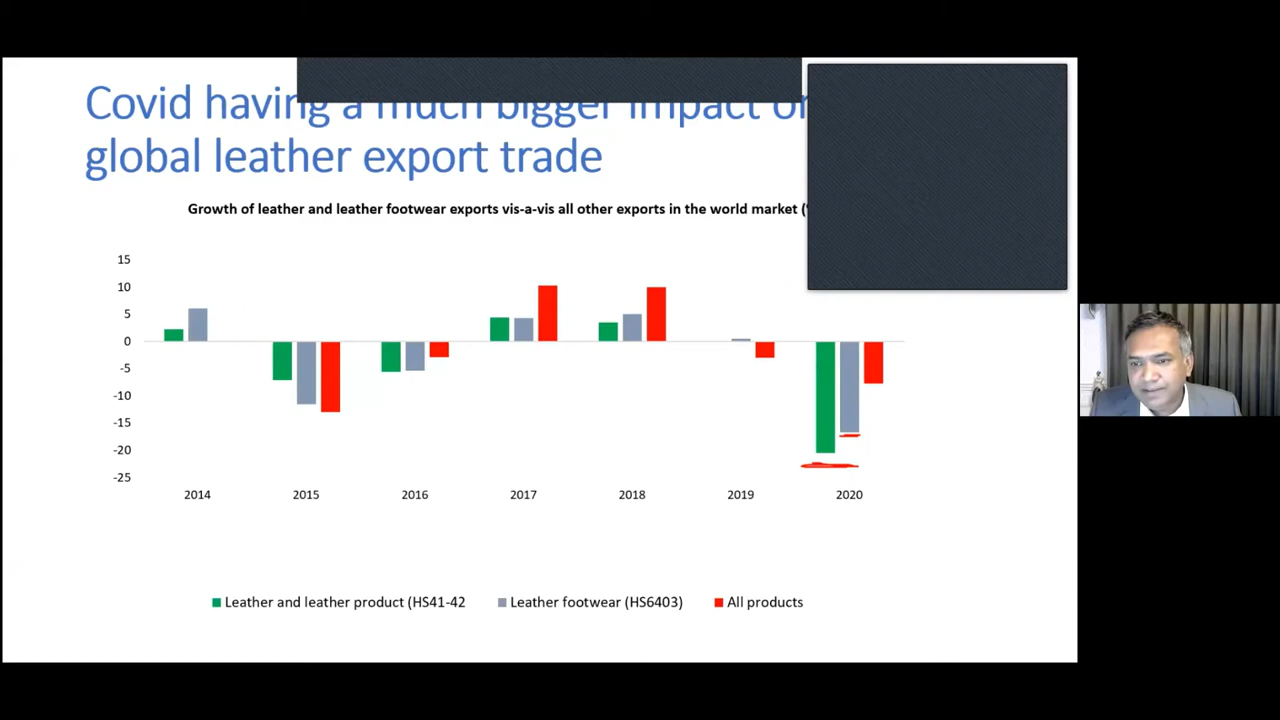 Covid having a much bigger impact on
global leather export trade
Growth of leather and leather footwear exports vis-a-vis all other exports in the world market
15
10
5
0
-5
-10
-15
-20
-25
2014 2015 2016 2017 2018 2019 2020
Leather and leather product (HS41-42 Leather footwear (HS6403) All products